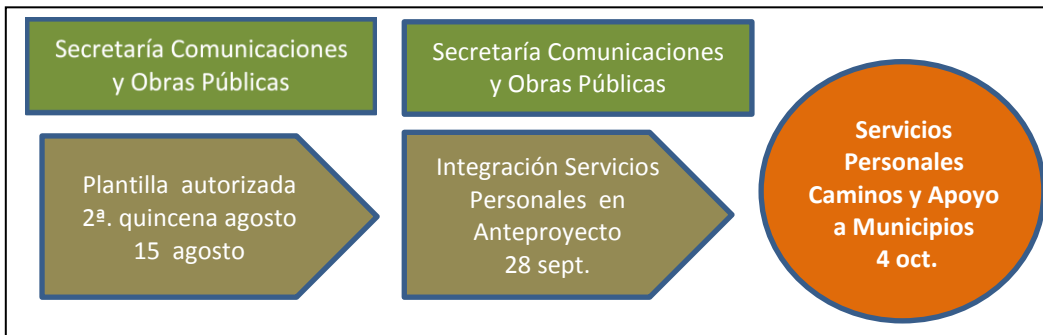 Secretaría Comunicaciones
y Obras Públicas
Secretaría Comunicaciones
y Obras Públicas
Plantilla autorizada
2ª. quincena agosto
15 agosto
Integración Servicios
Personales en
Anteproyecto
28 sept.
Servicios
Personales
Caminos y Apoyo
a Municipios
4 oct.